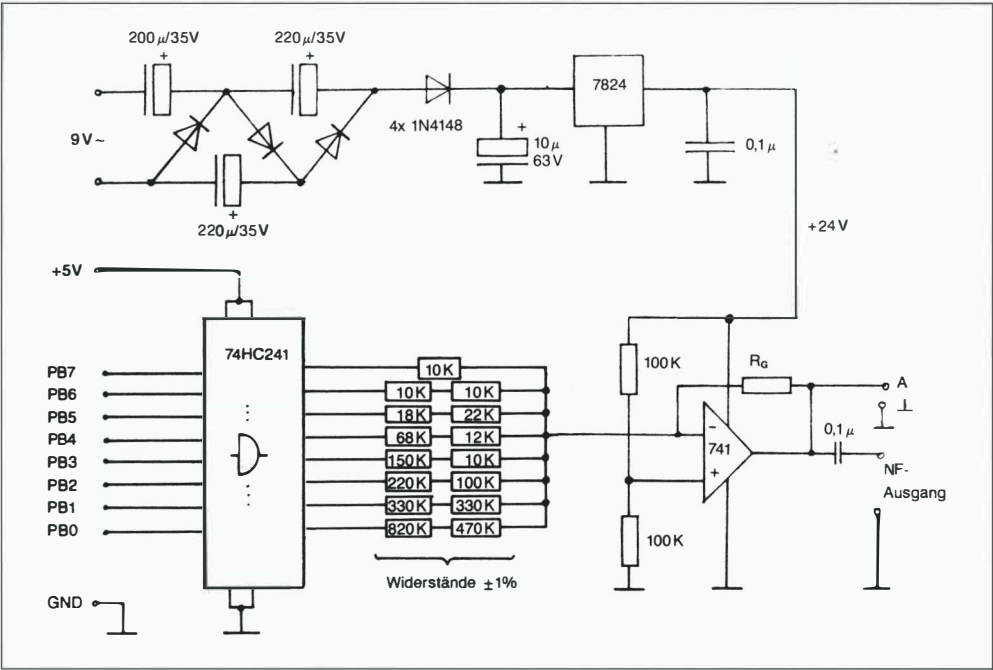 200µ/35V
+
220µ/35V
+
9V~
4x 1N4148
+
10µ
63V
7824
0,1µ
+
220µ/35V
+24V
+5V
74HC241
PB7
PB6
PB5
PB4
PB3
PB2
PB1
PB0
10K
10K 10K
18K 22K
68K 12K
150K 10K
220K 100K
330K 330K
820K 470K
Widerstände ±1%
100K
RG
A
−
741
+
0,1µ
NF-
Ausgang
100K
GND